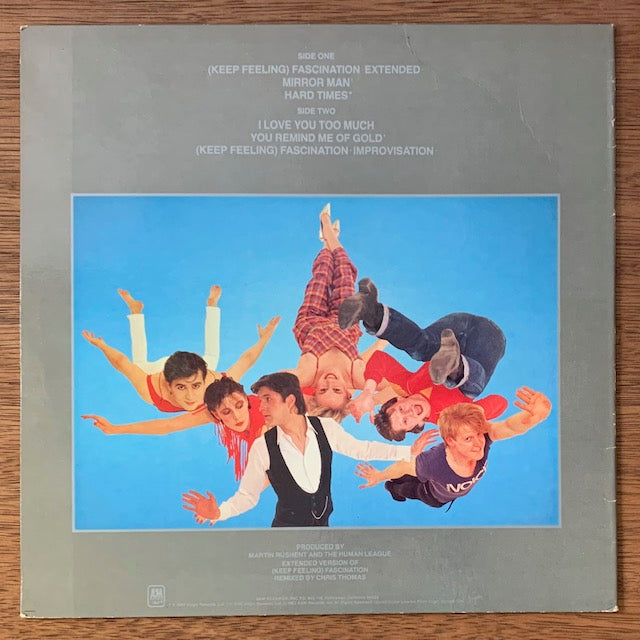 SIDE ONE
(KEEP FEELING) FASCINATION·EXTENDED
MIRROR MAN*
HARD TIMES*
SIDE TWO
I LOVE YOU TOO MUCH
YOU REMIND ME OF GOLD*
(KEEP FEELING) FASCINATION·IMPROVISATION
PRODUCED BY
MARTIN RUSHENT AND THE HUMAN LEAGUE
EXTENDED VERSION OF
(KEEP FEELING) FASCINATION
REMIXED BY CHRIS THOMAS
A&M